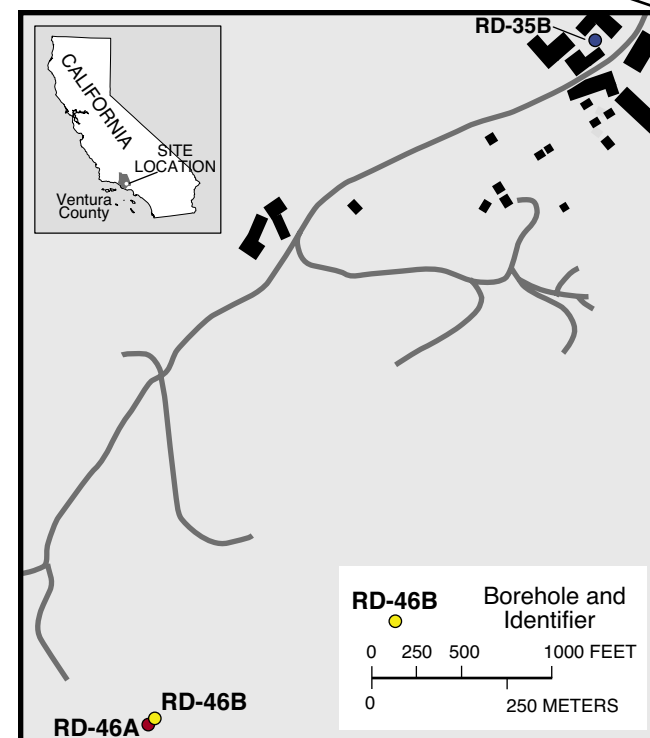 RD-35B
CALIFORNIA
SITE
LOCATION
Ventura
County
RD-46B
Borehole and
Identifier
0 250 500 1000 FEET
0 250 METERS
RD-46B
RD-46A